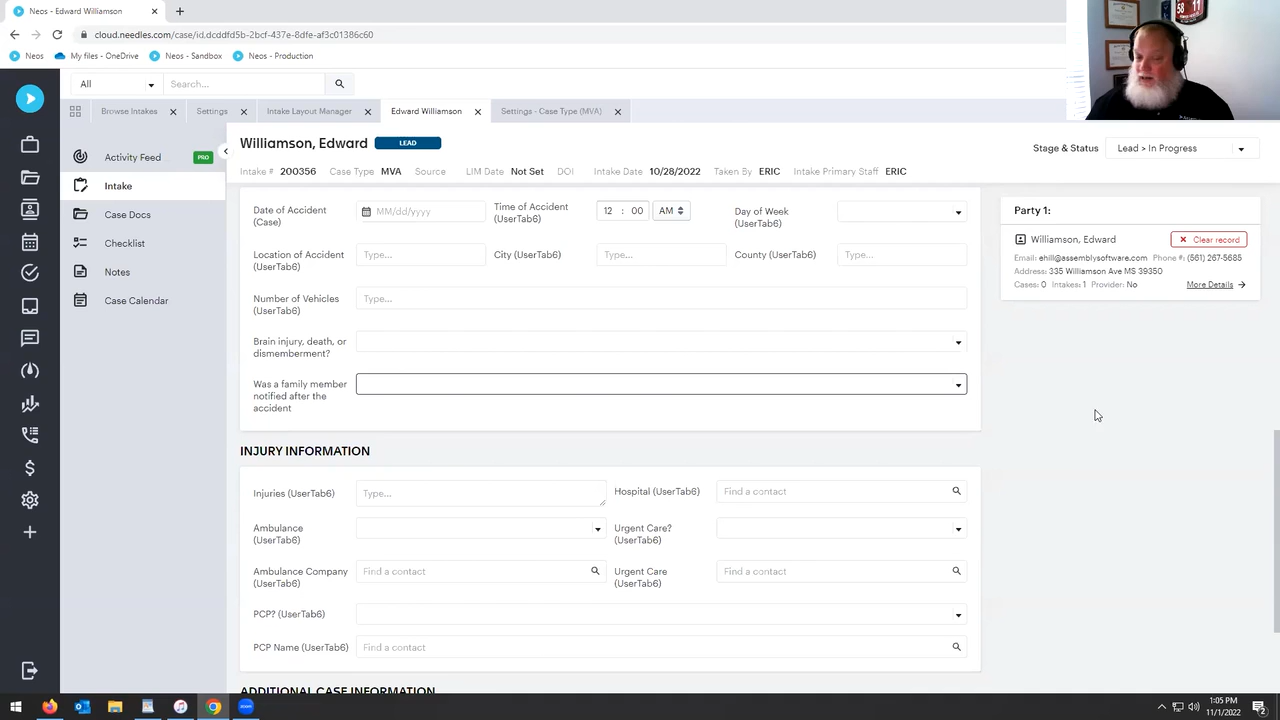 Neos - Edward Williamson
cloud.needles.com/case/id,dcddfd5b-2bcf-437e-8dfe-af3c01386c60
Neos My files - OneDrive Neos - Sandbox Neos - Production
58 11
All Search...
Browse Intakes Settings Intake Layout Manager Edward Williamson Settings - Case Type (MVA)
Williamson, Edward LEAD
Stage & Status Lead > In Progress
Intake # 200356 Case Type MVA Source LIM Date Not Set DOI Intake Date 10/28/2022 Taken By ERIC Intake Primary Staff ERIC
Activity Feed PRO
Intake
Case Docs
Checklist
Notes
Case Calendar
Date of Accident (Case) MM/dd/yyyy Time of Accident (UserTab6) 12 : 00 AM Day of Week (UserTab6)
Location of Accident (UserTab6) Type... City (UserTab6) Type... County (UserTab6) Type...
Number of Vehicles (UserTab6) Type...
Brain injury, death, or dismemberment?
Was a family member notified after the accident
Party 1:
Williamson, Edward Clear record
Email: ehill@assemblysoftware.com Phone #: (561) 267-5685
Address: 335 Williamson Ave MS 39350
Cases: 0 Intakes: 1 Provider: No More Details
INJURY INFORMATION
Injuries (UserTab6) Type... Hospital (UserTab6) Find a contact
Ambulance (UserTab6) Urgent Care? (UserTab6)
Ambulance Company (UserTab6) Find a contact Urgent Care (UserTab6) Find a contact
PCP? (UserTab6)
PCP Name (UserTab6) Find a contact
ADDITIONAL CASE INFORMATION
zoom
1:05 PM
11/1/2022
2